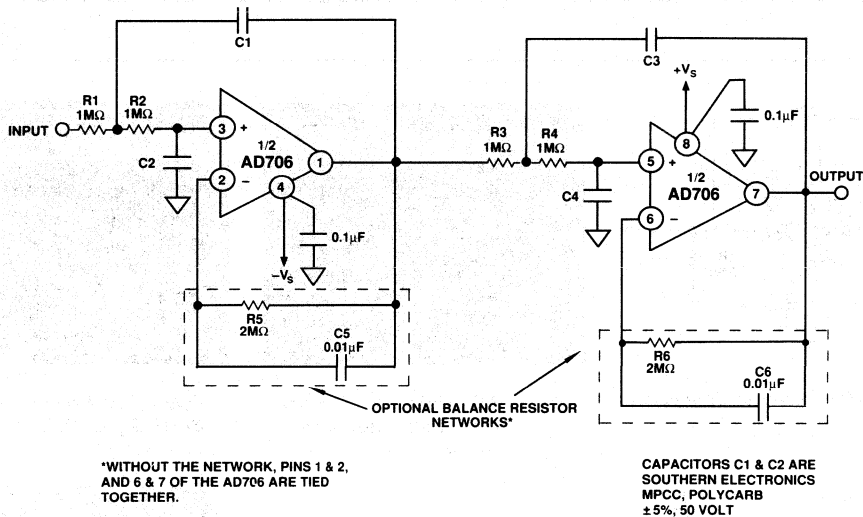 C1
C3
+VS
R1
1MΩ
R2
1MΩ
INPUT
3
+
1/2
AD706
1
C2
2
−
4
0.1μF
−VS
R3
1MΩ
R4
1MΩ
8
0.1μF
5
+
1/2
AD706
7
OUTPUT
C4
6
−
R5
2MΩ
C5
0.01μF
R6
2MΩ
C6
0.01μF
OPTIONAL BALANCE RESISTOR
NETWORKS*
*WITHOUT THE NETWORK, PINS 1 & 2,
AND 6 & 7 OF THE AD706 ARE TIED
TOGETHER.
CAPACITORS C1 & C2 ARE
SOUTHERN ELECTRONICS
MPCC, POLYCARB
±5%, 50 VOLT